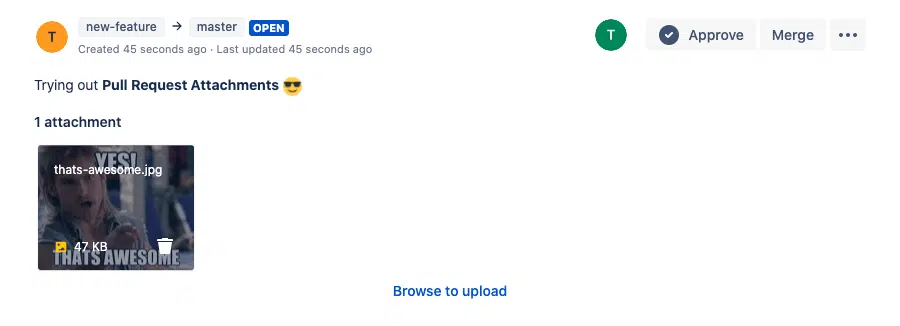 T new-feature → master OPEN T Approve Merge
Created 45 seconds ago · Last updated 45 seconds ago
Trying out Pull Request Attachments 😎
1 attachment
YES!
thats-awesome.jpg
47 KB
THATS AWESOME
Browse to upload